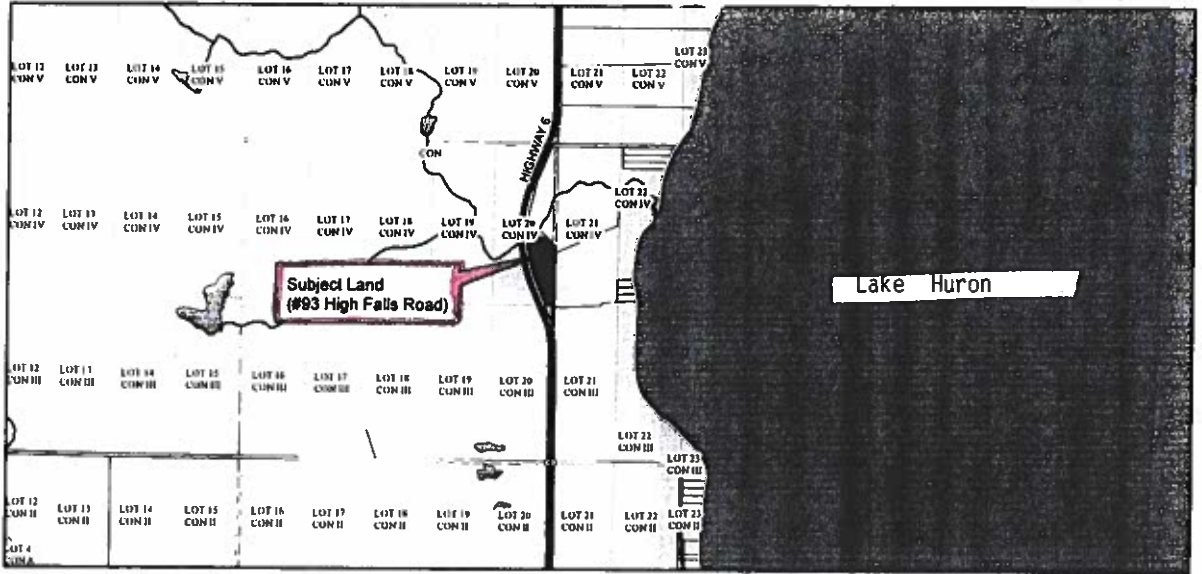 LOT 23
CON V
LOT 12
CON V
LOT 13
CON V
LOT 14
CON V
LOT 15
CON V
LOT 16
CON V
LOT 17
CON V
LOT 18
CON V
LOT 19
CON V
LOT 20
CON V
LOT 21
CON V
LOT 22
CON V
HIGHWAY 6
CON
LOT 22
CON IV
LOT 12
CON IV
LOT 13
CON IV
LOT 14
CON IV
LOT 15
CON IV
LOT 16
CON IV
LOT 17
CON IV
LOT 18
CON IV
LOT 19
CON IV
LOT 20
CON IV
LOT 21
CON IV
Subject Land
(#93 High Falls Road)
Lake Huron
LOT 12
CON III
LOT 13
CON III
LOT 14
CON III
LOT 15
CON III
LOT 16
CON III
LOT 17
CON III
LOT 18
CON III
LOT 19
CON III
LOT 20
CON III
LOT 21
CON III
LOT 22
CON III
LOT 23
CON III
LOT 12
CON II
LOT 13
CON II
LOT 14
CON II
LOT 15
CON II
LOT 16
CON II
LOT 17
CON II
LOT 18
CON II
LOT 19
CON II
LOT 20
CON II
LOT 21
CON II
LOT 22
CON II
LOT 23
CON II